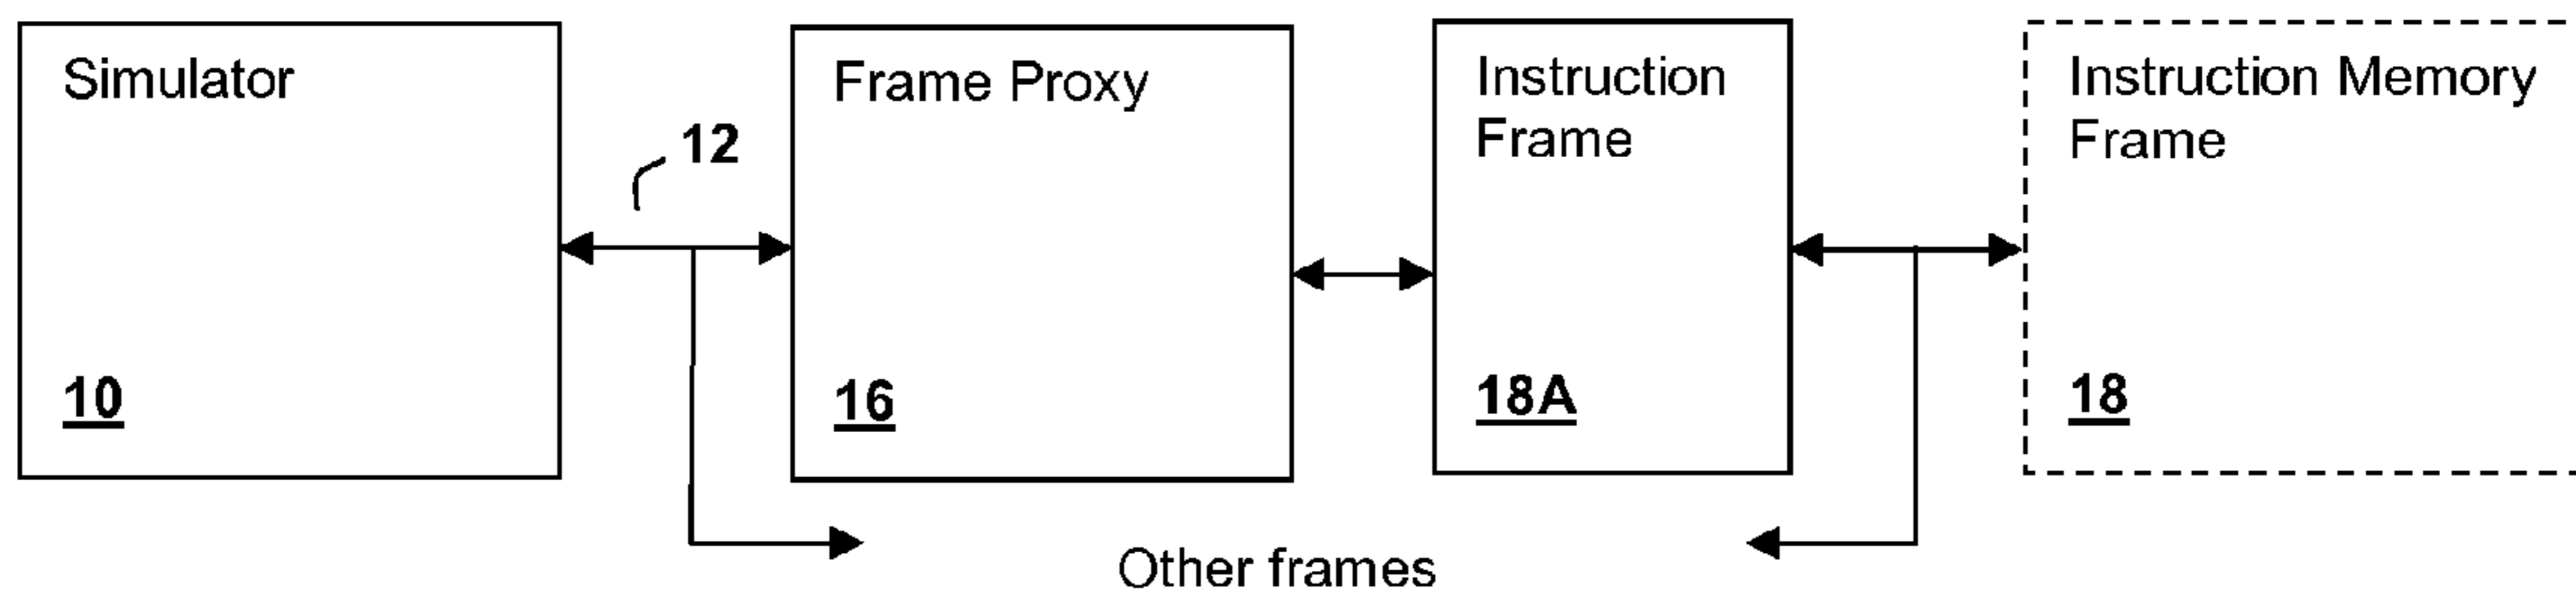 Simulator
12
10
Frame Proxy
16
Instruction
Frame
18A
Instruction Memory
Frame
18
Other frames